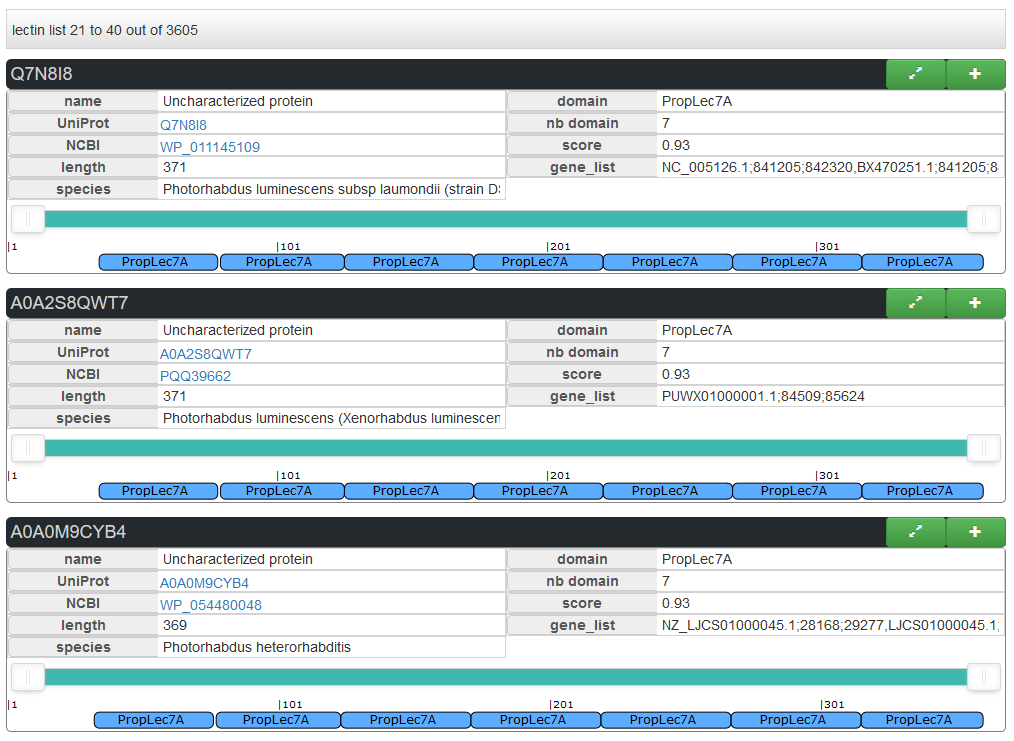 lectin list 21 to 40 out of 3605
Q7N8I8
name Uncharacterized protein domain PropLec7A
UniProt Q7N8I8 nb domain 7
NCBI WP_011145109 score 0.93
length 371 gene_list NC_005126.1;841205;842320,BX470251.1;841205;8
species Photorhabdus luminescens subsp laumondii (strain D
|1 |101 |201 |301
PropLec7A PropLec7A PropLec7A PropLec7A PropLec7A PropLec7A PropLec7A
A0A2S8QWT7
name Uncharacterized protein domain PropLec7A
UniProt A0A2S8QWT7 nb domain 7
NCBI PQQ39662 score 0.93
length 371 gene_list PUWX01000001.1;84509;85624
species Photorhabdus luminescens (Xenorhabdus luminescen
|1 |101 |201 |301
PropLec7A PropLec7A PropLec7A PropLec7A PropLec7A PropLec7A PropLec7A
A0A0M9CYB4
name Uncharacterized protein domain PropLec7A
UniProt A0A0M9CYB4 nb domain 7
NCBI WP_054480048 score 0.93
length 369 gene_list NZ_LJCS01000045.1;28168;29277,LJCS01000045.1;
species Photorhabdus heterorhabditis
|1 |101 |201 |301
PropLec7A PropLec7A PropLec7A PropLec7A PropLec7A PropLec7A PropLec7A